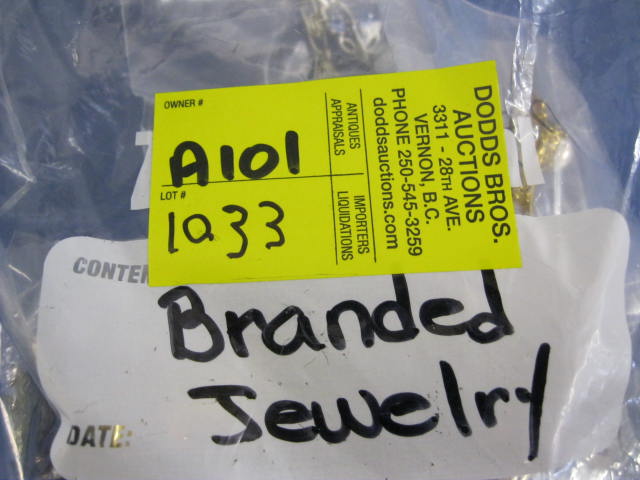 OWNER #
A101
LOT #
1033
ANTIQUES
APPRAISALS
IMPORTERS
LIQUIDATIONS
DODDS BROS.
AUCTIONS
3311 - 28TH AVE.
VERNON, B.C.
PHONE 250-545-3259
doddsauctions.com
CONTEN
Branded
Jewelry
DATE: